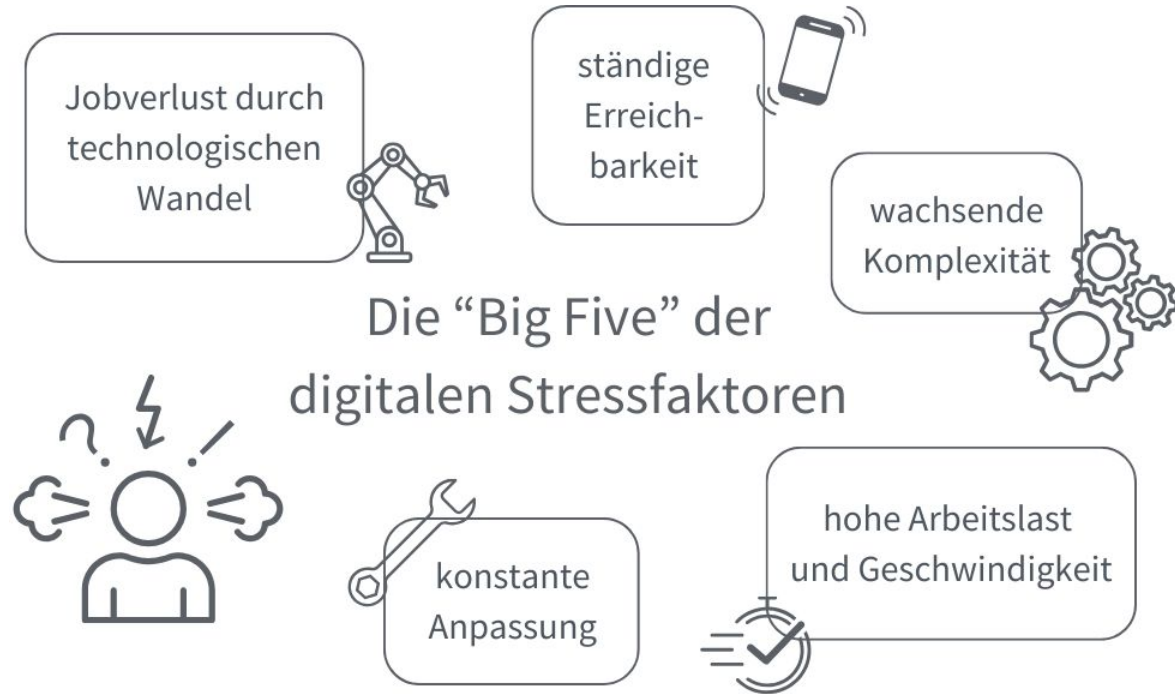 Jobverlust durch
technologischen
Wandel
ständige
Erreich-
barkeit
wachsende
Komplexität
Die “Big Five” der
digitalen Stressfaktoren
konstante
Anpassung
hohe Arbeitslast
und Geschwindigkeit